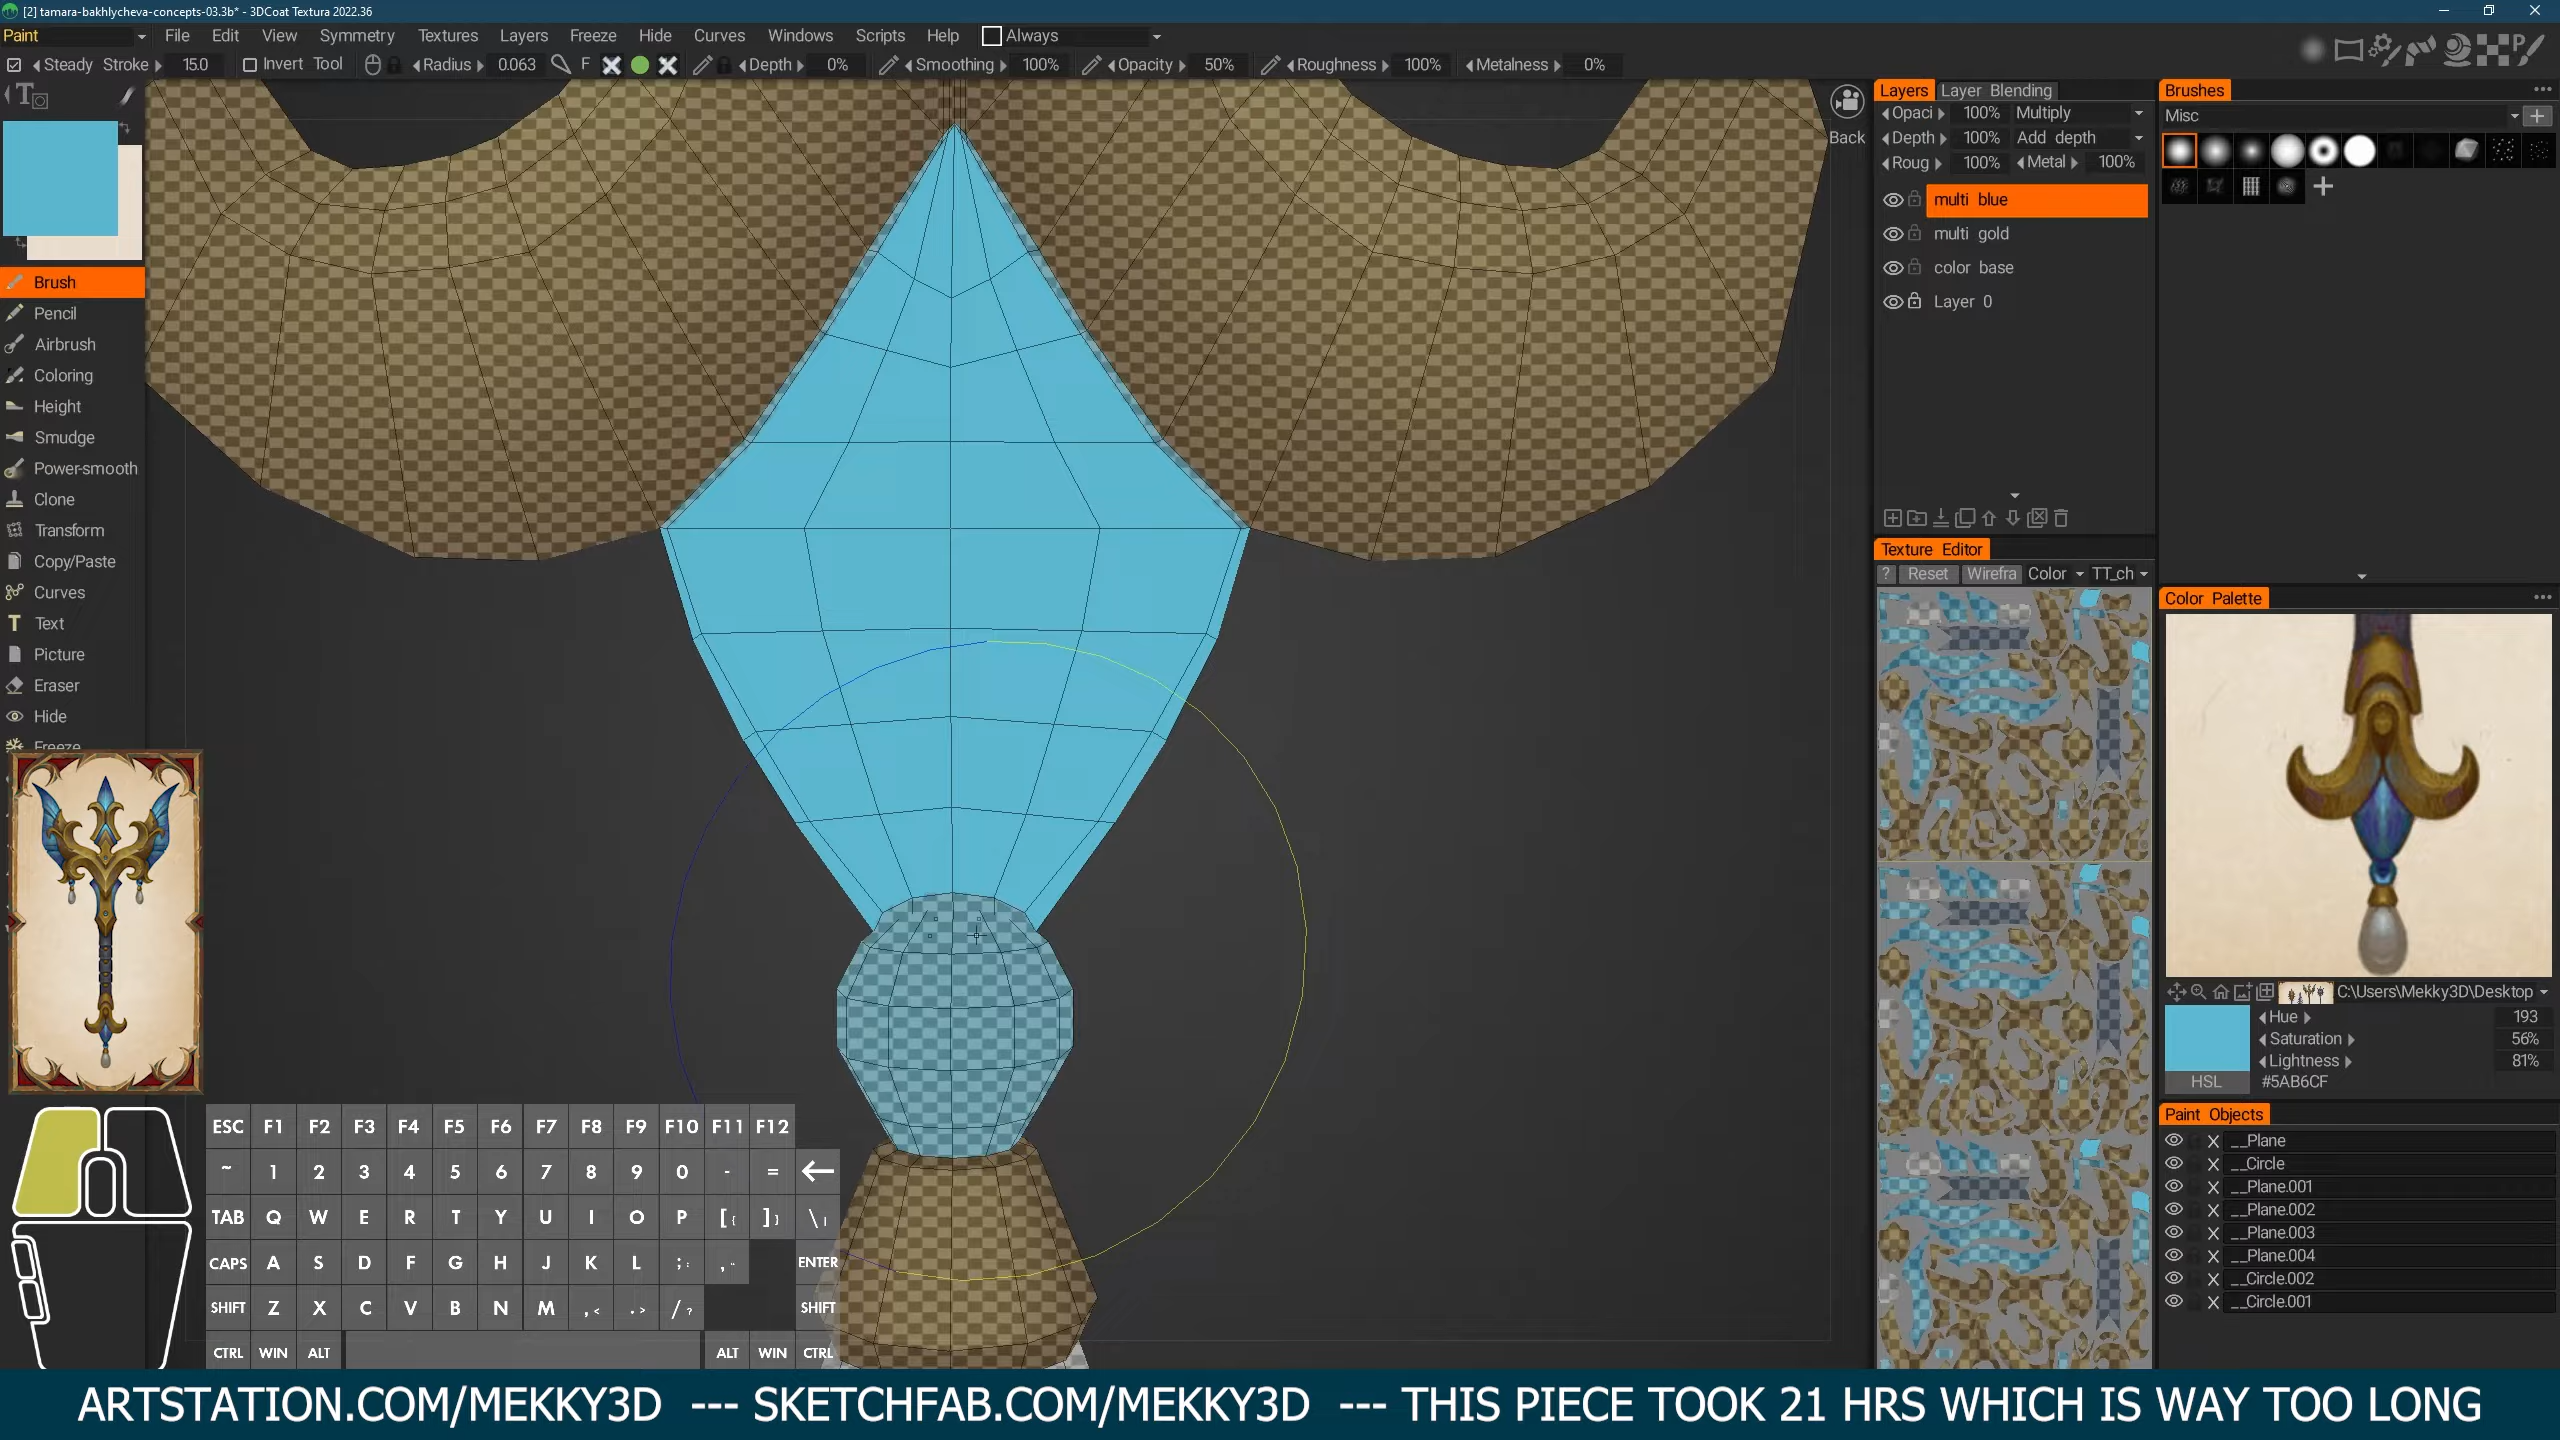 [2] tamara-bakhlycheva-concepts-03.3b* - 3DCoat Textura 2022.36
Paint File Edit View Symmetry Textures Layers Freeze Hide Curves Windows Scripts Help Always
Steady Stroke 15.0 Invert Tool Radius 0.063 F Depth 0% Smoothing 100% Opacity 50% Roughness 100% Metalness 0%
Back
Brush
Pencil
Airbrush
Coloring
Height
Smudge
Power-smooth
Clone
Transform
Copy/Paste
Curves
Text
Picture
Eraser
Hide
Freeze
Layers Layer Blending
Opaci 100% Multiply
Depth 100% Add depth
Roug 100% Metal 100%
multi blue
multi gold
color base
Layer 0
Texture Editor
? Reset Wirefra Color TT_ch
Brushes
Misc
Color Palette
C:\Users\Mekky3D\Desktop
Hue 193
Saturation 56%
Lightness 81%
HSL #5AB6CF
Paint Objects
X __Plane
X __Circle
X __Plane.001
X __Plane.002
X __Plane.003
X __Plane.004
X __Circle.002
X __Circle.001
ESC F1 F2 F3 F4 F5 F6 F7 F8 F9 F10 F11 F12
~ 1 2 3 4 5 6 7 8 9 0 - =
TAB Q W E R T Y U I O P [{ ]} \|
CAPS A S D F G H J K L ;: ," ENTER
SHIFT Z X C V B N M ,< .> /? SHIFT
CTRL WIN ALT ALT WIN CTRL
ARTSTATION.COM/MEKKY3D --- SKETCHFAB.COM/MEKKY3D --- THIS PIECE TOOK 21 HRS WHICH IS WAY TOO LONG